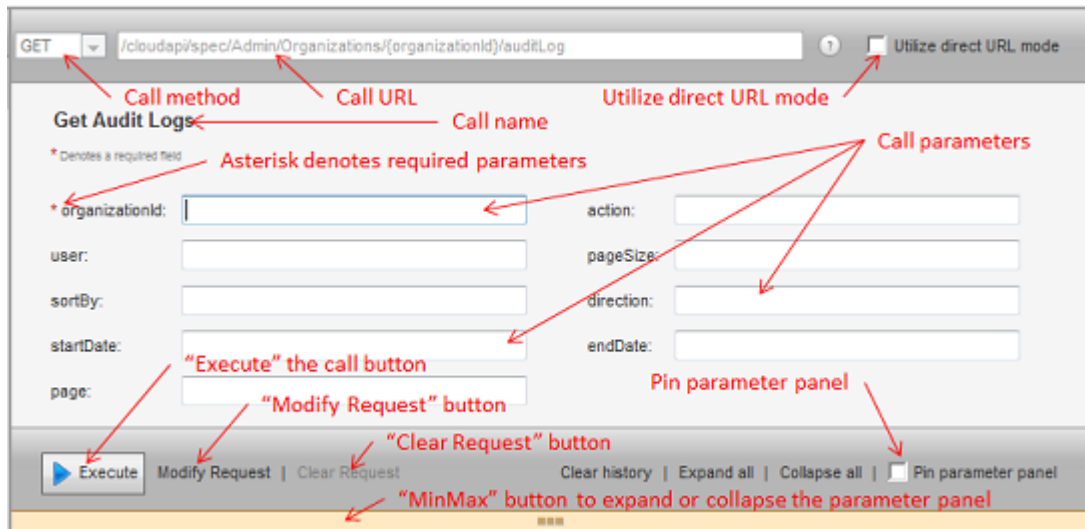 GET /cloudapi/spec/Admin/Organizations/{organizationId}/auditLog ? Utilize direct URL mode
Call method Call URL Utilize direct URL mode
Get Audit Logs Call name
Call parameters
* Denotes a required field
Asterisk denotes required parameters
* organizationId: action:
user: pageSize:
sortBy: direction:
startDate: endDate:
“Execute” the call button
Pin parameter panel
page:
“Modify Request” button
“Clear Request” button
Execute Modify Request | Clear Request Clear history | Expand all | Collapse all | Pin parameter panel
“MinMax” button to expand or collapse the parameter panel